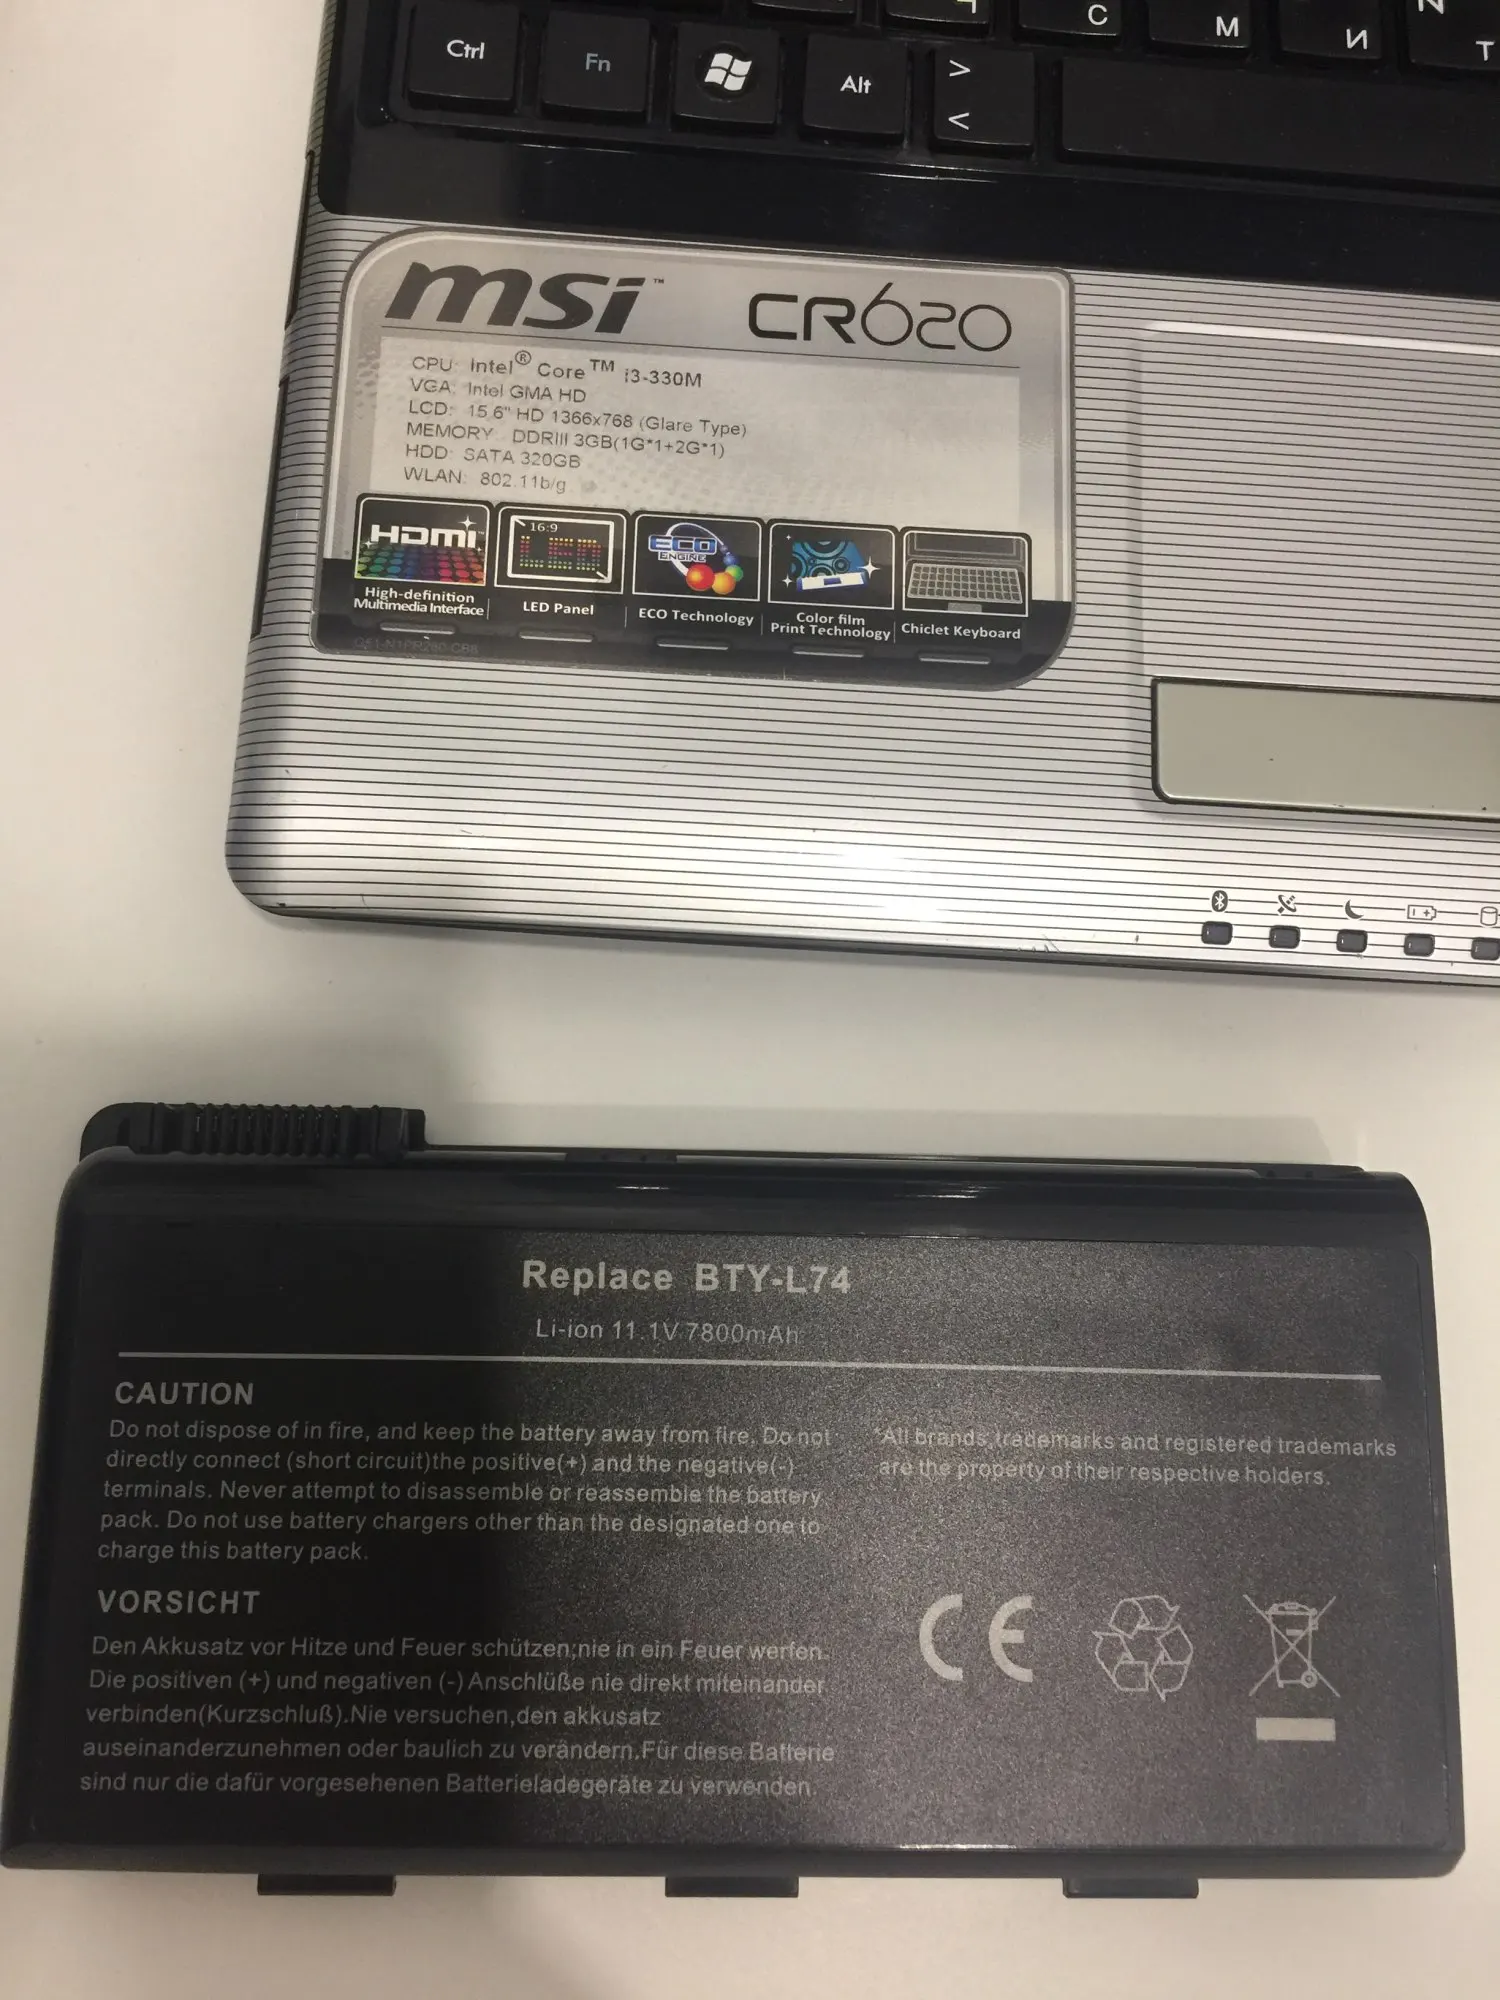 С
М
И
Т
Ctrl
Fn
Alt
>
<
msi™
CR620
CPU: Intel® Core™ i3-330M
VGA: Intel GMA HD
LCD: 15.6" HD 1366x768 (Glare Type)
MEMORY: DDRIII 3GB(1G*1+2G*1)
HDD: SATA 320GB
WLAN: 802.11b/g
HDMI
16:9
LED
ECO
ENGINE
High-definition
Multimedia Interface
LED Panel
ECO Technology
Color film
Print Technology
Chiclet Keyboard
Replace BTY-L74
Li-ion 11.1V 7800mAh
CAUTION
Do not dispose of in fire, and keep the battery away from fire. Do not
directly connect (short circuit)the positive(+) and the negative(-)
terminals. Never attempt to disassemble or reassemble the battery
pack. Do not use battery chargers other than the designated one to
charge this battery pack.
*All brands,trademarks and registered trademarks
are the property of their respective holders.
VORSICHT
Den Akkusatz vor Hitze und Feuer schützen;nie in ein Feuer werfen.
Die positiven (+) und negativen (-) Anschlüße nie direkt miteinander
verbinden(Kurzschluß).Nie versuchen,den akkusatz
auseinanderzunehmen oder baulich zu verändern.Für diese Batterie
sind nur die dafür vorgesehenen Batterieladegeräte zu verwenden.
CE